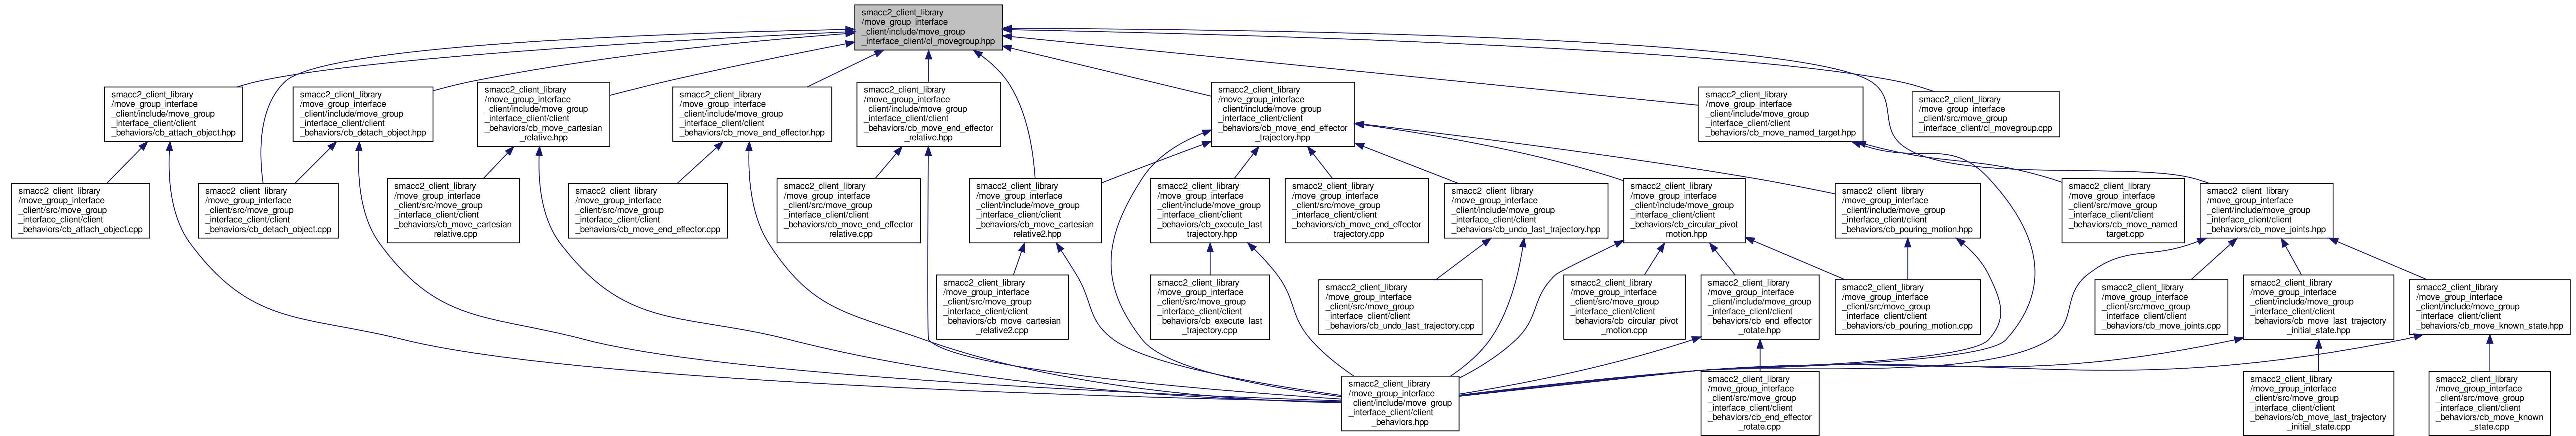 smacc2_client_library
/move_group_interface
_client/include/move_group
_interface_client/cl_movegroup.hpp
smacc2_client_library
/move_group_interface
_client/include/move_group
_interface_client/client
_behaviors/cb_attach_object.hpp
smacc2_client_library
/move_group_interface
_client/include/move_group
_interface_client/client
_behaviors/cb_detach_object.hpp
smacc2_client_library
/move_group_interface
_client/include/move_group
_interface_client/client
_behaviors/cb_move_cartesian
_relative.hpp
smacc2_client_library
/move_group_interface
_client/include/move_group
_interface_client/client
_behaviors/cb_move_end_effector.hpp
smacc2_client_library
/move_group_interface
_client/include/move_group
_interface_client/client
_behaviors/cb_move_end_effector
_relative.hpp
smacc2_client_library
/move_group_interface
_client/include/move_group
_interface_client/client
_behaviors/cb_move_end_effector
_trajectory.hpp
smacc2_client_library
/move_group_interface
_client/include/move_group
_interface_client/client
_behaviors/cb_move_named_target.hpp
smacc2_client_library
/move_group_interface
_client/src/move_group
_interface_client/cl_movegroup.cpp
smacc2_client_library
/move_group_interface
_client/src/move_group
_interface_client/client
_behaviors/cb_attach_object.cpp
smacc2_client_library
/move_group_interface
_client/src/move_group
_interface_client/client
_behaviors/cb_detach_object.cpp
smacc2_client_library
/move_group_interface
_client/src/move_group
_interface_client/client
_behaviors/cb_move_cartesian
_relative.cpp
smacc2_client_library
/move_group_interface
_client/src/move_group
_interface_client/client
_behaviors/cb_move_end_effector.cpp
smacc2_client_library
/move_group_interface
_client/src/move_group
_interface_client/client
_behaviors/cb_move_end_effector
_relative.cpp
smacc2_client_library
/move_group_interface
_client/include/move_group
_interface_client/client
_behaviors/cb_move_cartesian
_relative2.hpp
smacc2_client_library
/move_group_interface
_client/include/move_group
_interface_client/client
_behaviors/cb_execute_last
_trajectory.hpp
smacc2_client_library
/move_group_interface
_client/src/move_group
_interface_client/client
_behaviors/cb_move_end_effector
_trajectory.cpp
smacc2_client_library
/move_group_interface
_client/include/move_group
_interface_client/client
_behaviors/cb_undo_last_trajectory.hpp
smacc2_client_library
/move_group_interface
_client/include/move_group
_interface_client/client
_behaviors/cb_circular_pivot
_motion.hpp
smacc2_client_library
/move_group_interface
_client/include/move_group
_interface_client/client
_behaviors/cb_pouring_motion.hpp
smacc2_client_library
/move_group_interface
_client/src/move_group
_interface_client/client
_behaviors/cb_move_named
_target.cpp
smacc2_client_library
/move_group_interface
_client/include/move_group
_interface_client/client
_behaviors/cb_move_joints.hpp
smacc2_client_library
/move_group_interface
_client/src/move_group
_interface_client/client
_behaviors/cb_move_cartesian
_relative2.cpp
smacc2_client_library
/move_group_interface
_client/src/move_group
_interface_client/client
_behaviors/cb_execute_last
_trajectory.cpp
smacc2_client_library
/move_group_interface
_client/src/move_group
_interface_client/client
_behaviors/cb_undo_last_trajectory.cpp
smacc2_client_library
/move_group_interface
_client/src/move_group
_interface_client/client
_behaviors/cb_circular_pivot
_motion.cpp
smacc2_client_library
/move_group_interface
_client/include/move_group
_interface_client/client
_behaviors/cb_end_effector
_rotate.hpp
smacc2_client_library
/move_group_interface
_client/src/move_group
_interface_client/client
_behaviors/cb_pouring_motion.cpp
smacc2_client_library
/move_group_interface
_client/src/move_group
_interface_client/client
_behaviors/cb_move_joints.cpp
smacc2_client_library
/move_group_interface
_client/include/move_group
_interface_client/client
_behaviors/cb_move_last_trajectory
_initial_state.hpp
smacc2_client_library
/move_group_interface
_client/include/move_group
_interface_client/client
_behaviors/cb_move_known_state.hpp
smacc2_client_library
/move_group_interface
_client/include/move_group
_interface_client/client
_behaviors.hpp
smacc2_client_library
/move_group_interface
_client/src/move_group
_interface_client/client
_behaviors/cb_end_effector
_rotate.cpp
smacc2_client_library
/move_group_interface
_client/src/move_group
_interface_client/client
_behaviors/cb_move_last_trajectory
_initial_state.cpp
smacc2_client_library
/move_group_interface
_client/src/move_group
_interface_client/client
_behaviors/cb_move_known
_state.cpp